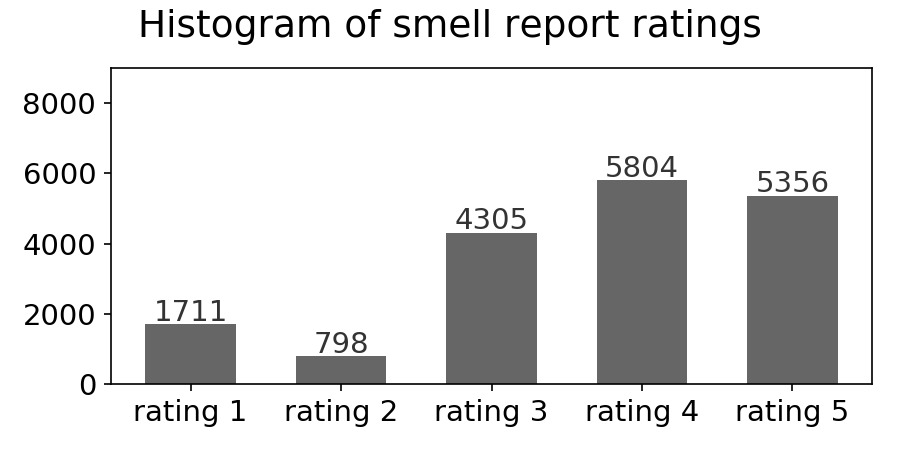 Histogram of smell report ratings
8000
6000
4000
2000
0
1711
798
4305
5804
5356
rating 1
rating 2
rating 3
rating 4
rating 5